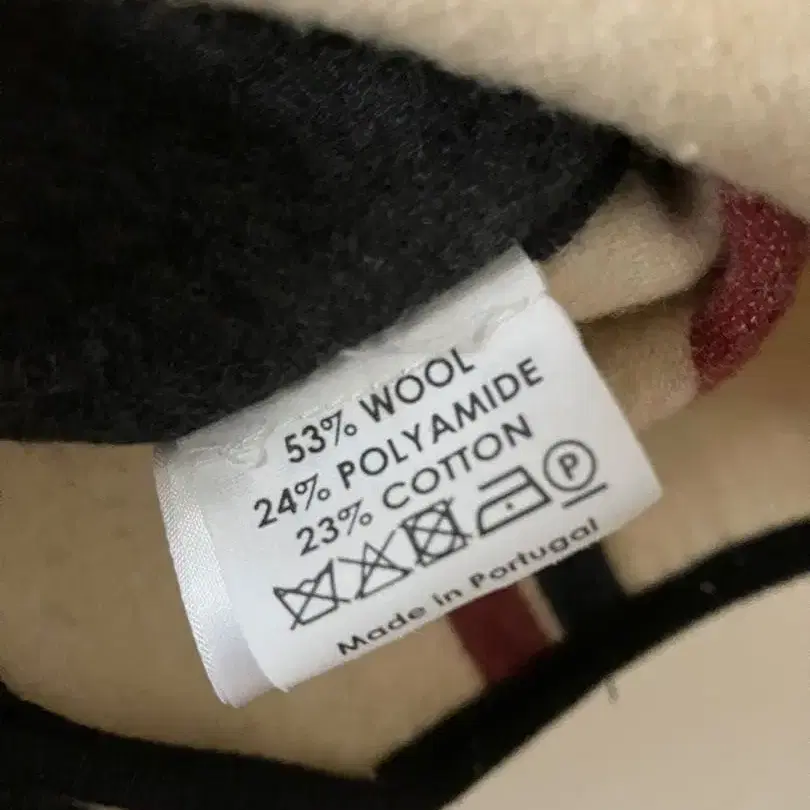 53% WOOL
24% POLYAMIDE
23% COTTON
P
Made in Portugal